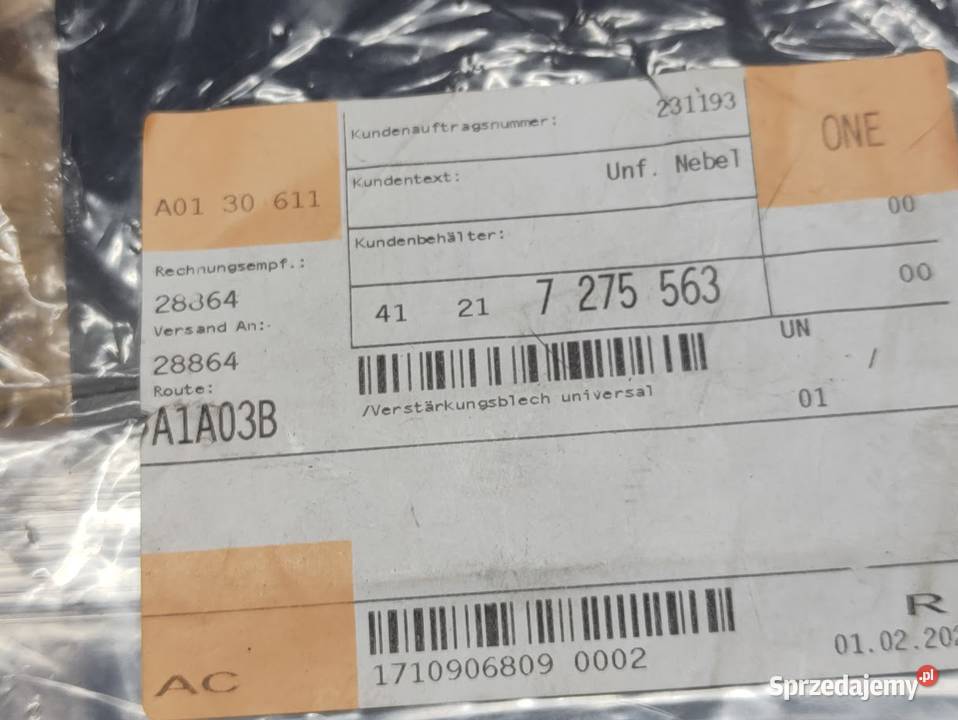 Kundenauftragsnummer: 231193
ONE
A01 30 611
Kundentext: Unf. Nebel
00
Kundenbehälter:
Rechnungsempf.:
28864
00
41 21 7 275 563
Versand An:
UN
28864
/
Route:
/Verstärkungsblech universal
01
A1A03B
R
1710906809 0002
01.02.202
AC
Sprzedajemy.pl